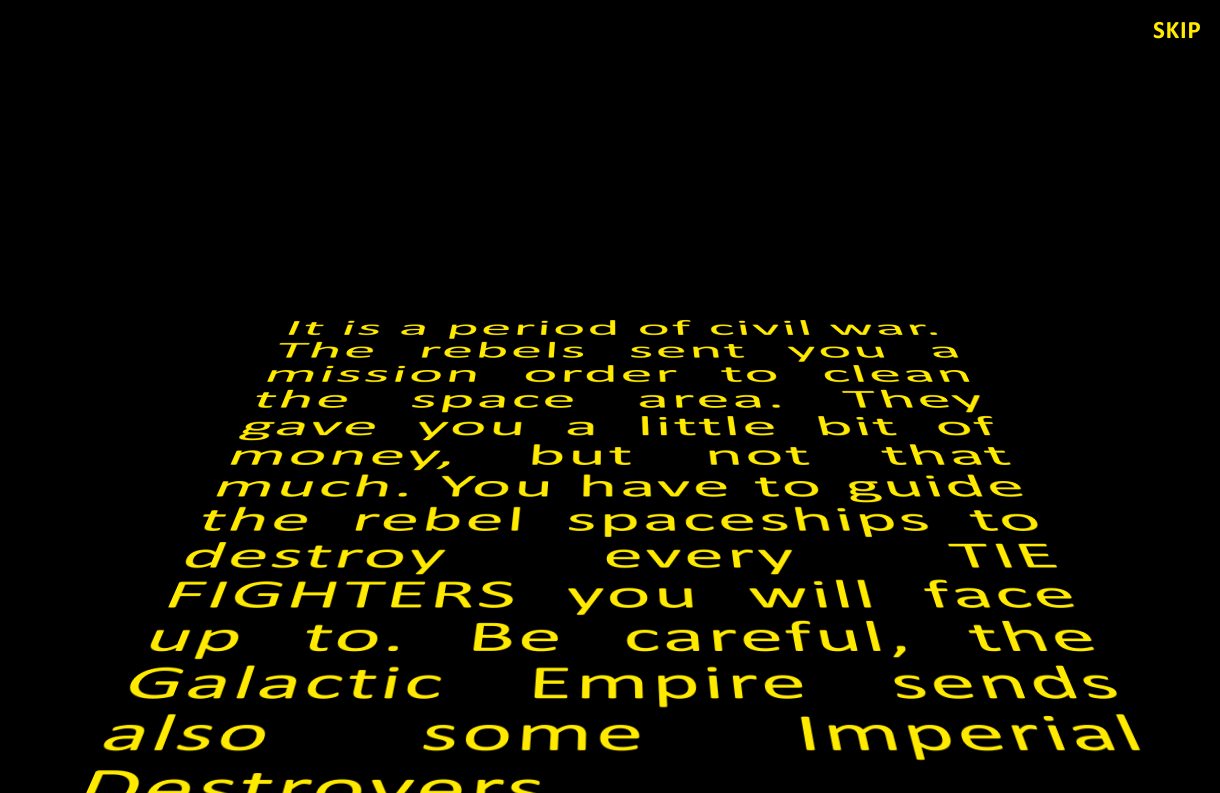 SKIP
It is a period of civil war.
The rebels sent you a
mission order to clean
the space area. They
gave you a little bit of
money, but not that
much. You have to guide
the rebel spaceships to
destroy every TIE
FIGHTERS you will face
up to. Be careful, the
Galactic Empire sends
also some Imperial
Destroyers